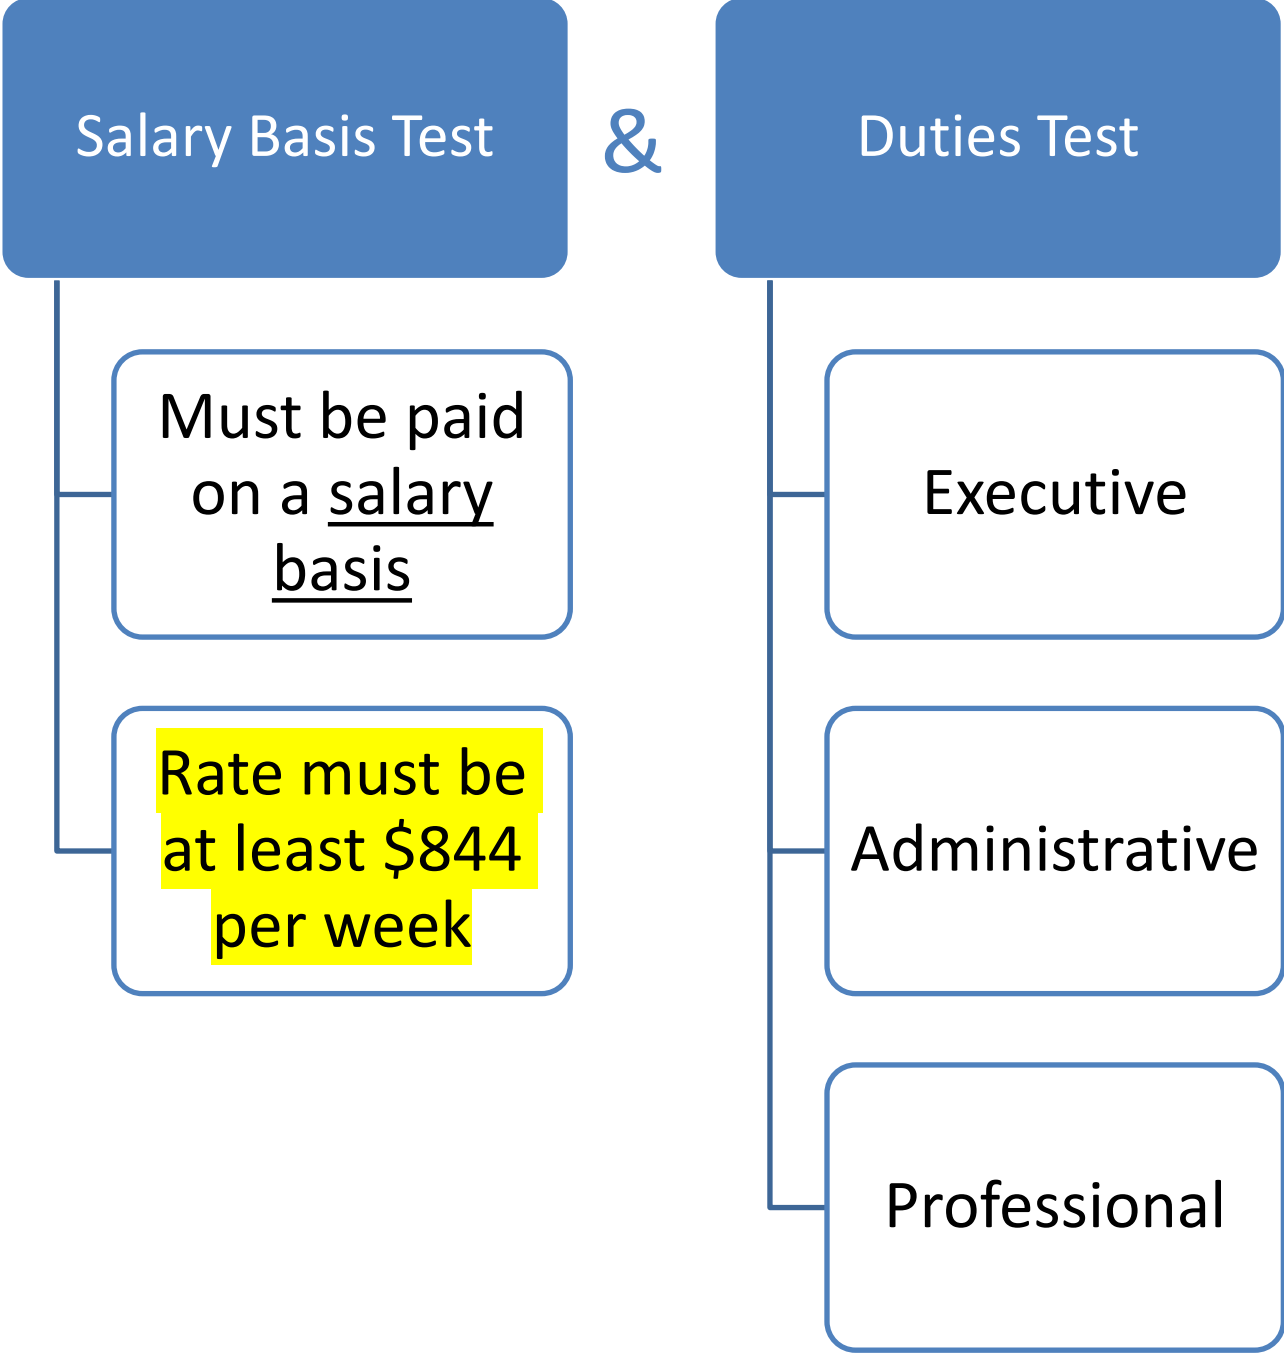 Salary Basis Test
&
Duties Test
Must be paid
on a salary
basis
Rate must be
at least $844
per week
Executive
Administrative
Professional